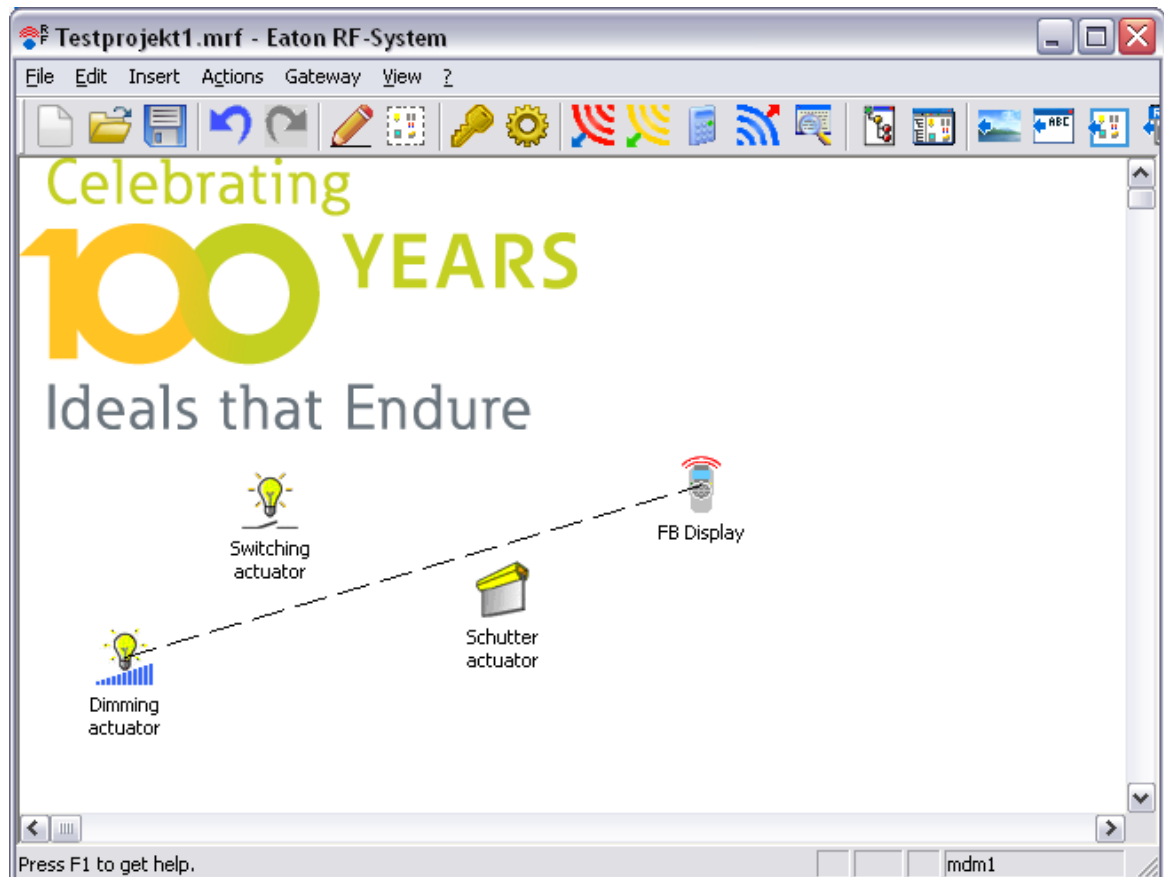 Testprojekt1.mrf - Eaton RF-System
File Edit Insert Actions Gateway View ?
ABC
Celebrating
100 YEARS
Ideals that Endure
Switching
actuator
FB Display
Schutter
actuator
Dimming
actuator
Press F1 to get help.
mdm1